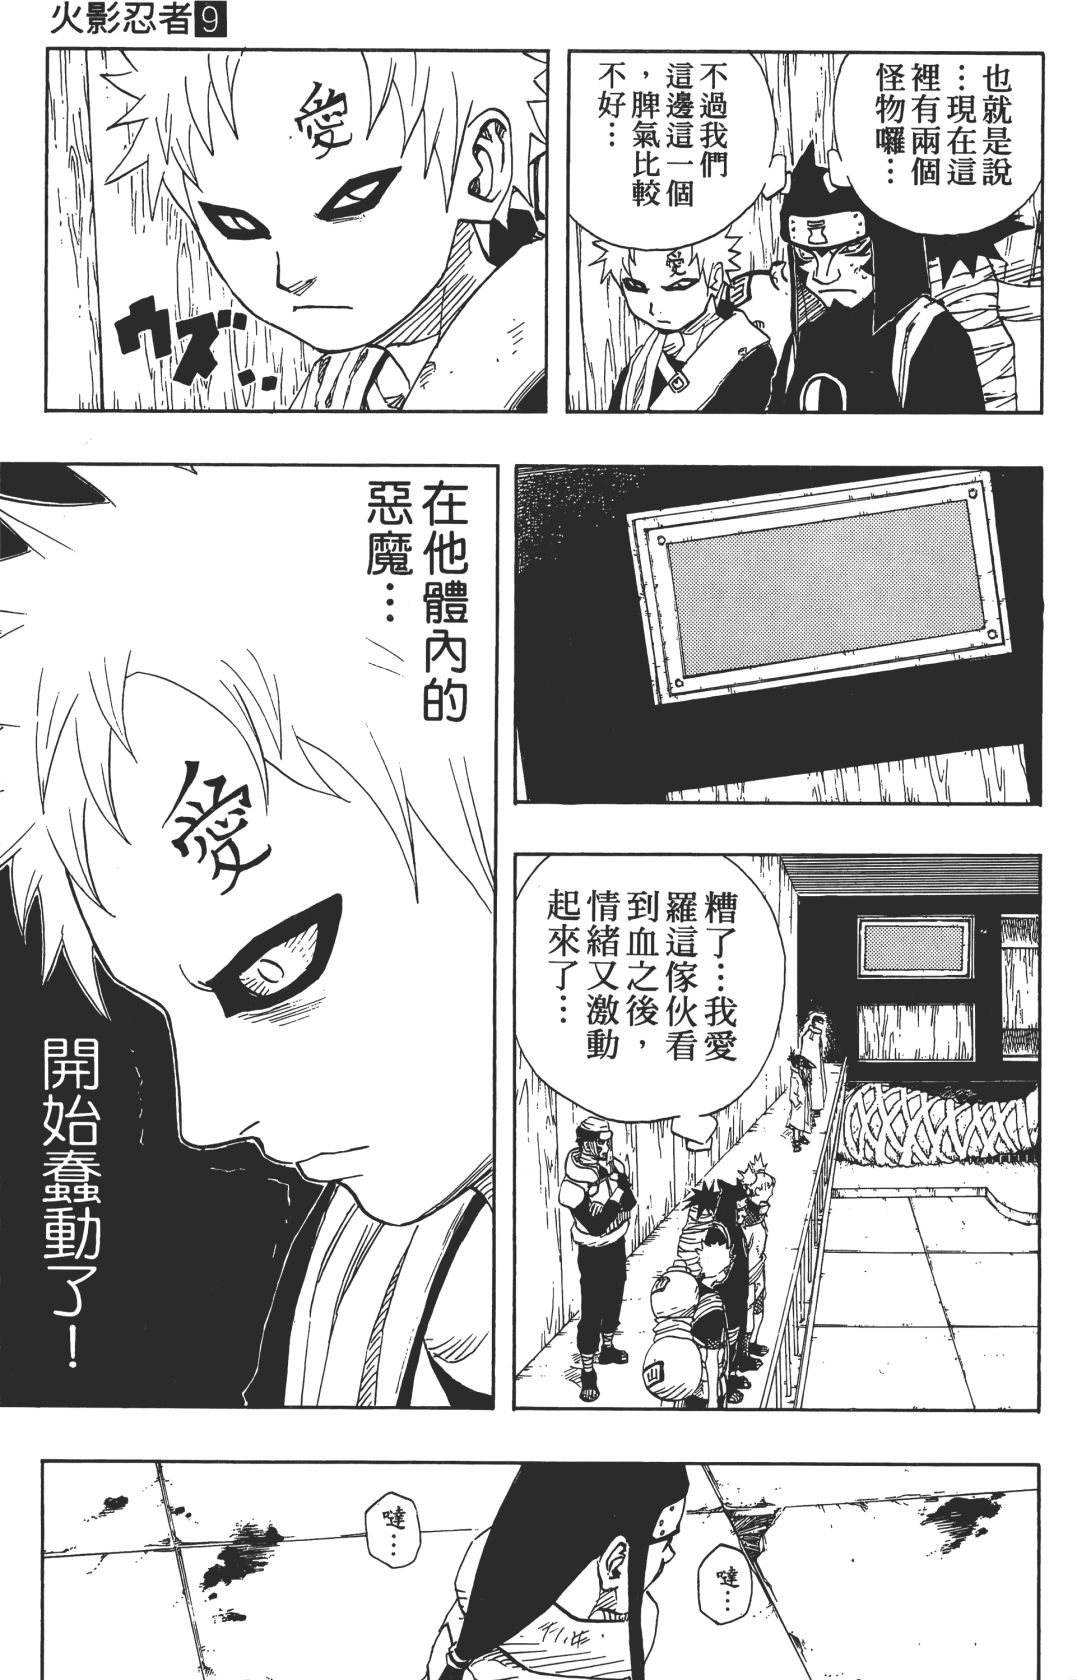 火影忍者9
也就是說
…現在這
裡有兩個
怪物囉…
不過我們
這邊這一個
，脾氣比較
不好…
愛
愛
ウズ…
糟了…我愛
羅這傢伙看
到血之後，
情緒又激動
起來了…
在他體內的
惡魔…
愛
開始蠢動了！
噠…
噠…